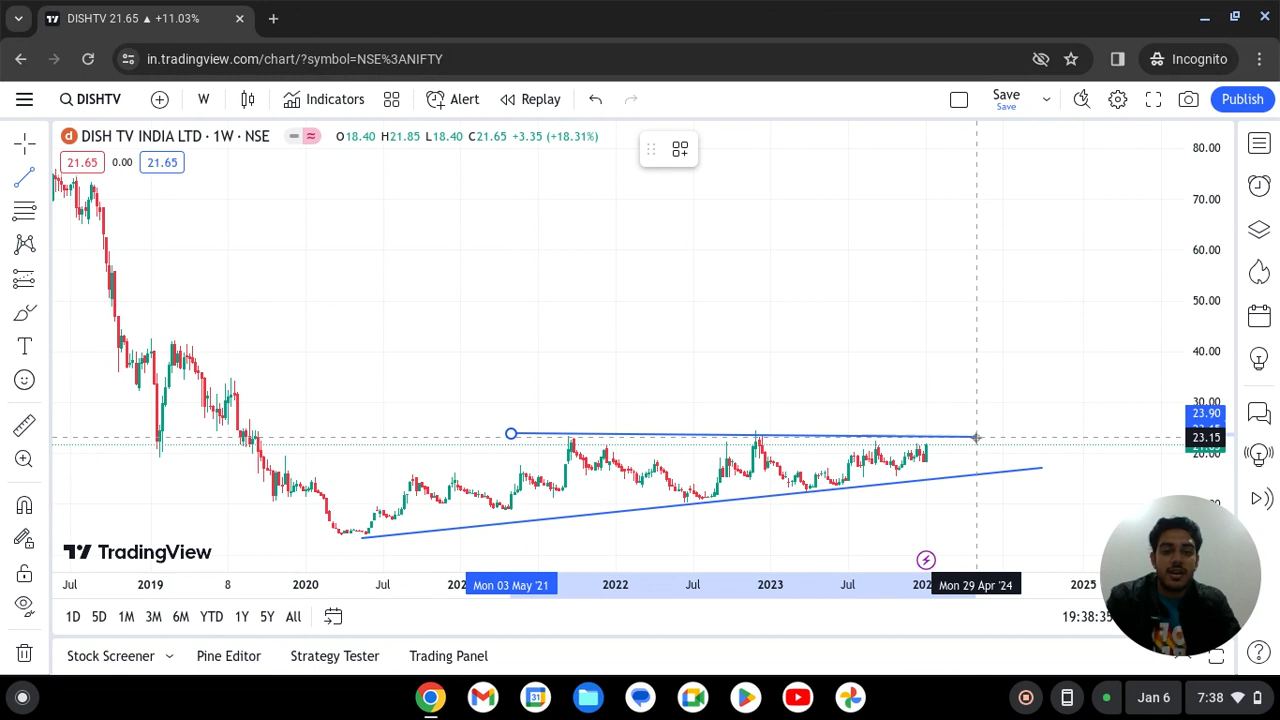 DISHTV 21.65 ▲ +11.03%
in.tradingview.com/chart/?symbol=NSE%3ANIFTY
Incognito
DISHTV
W
Indicators
Alert
Replay
Save
Save
Publish
DISH TV INDIA LTD · 1W · NSE
O18.40 H21.85 L18.40 C21.65 +3.35 (+18.31%)
21.65
0.00
21.65
80.00
70.00
60.00
50.00
40.00
30.00
23.90
23.15
20.00
TradingView
Jul
2019
8
2020
Jul
Mon 03 May '21
2022
Jul
2023
Jul
Mon 29 Apr '24
2025
1D
5D
1M
3M
6M
YTD
1Y
5Y
All
19:38:35
Stock Screener
Pine Editor
Strategy Tester
Trading Panel
31
Jan 6
7:38